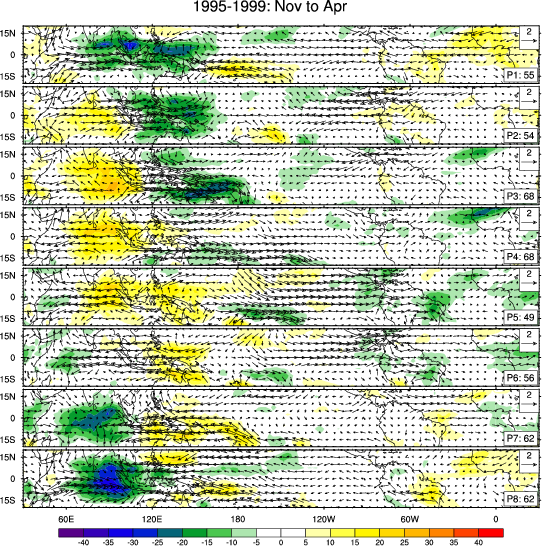 1995-1999: Nov to Apr
15N
0
15S
2
P1: 55
15N
0
15S
2
P2: 54
15N
0
15S
2
P3: 68
15N
0
15S
2
P4: 68
15N
0
15S
2
P5: 49
15N
0
15S
2
P6: 56
15N
0
15S
2
P7: 62
15N
0
15S
2
P8: 62
60E 120E 180 120W 60W 0
-40 -35 -30 -25 -20 -15 -10 -5 0 5 10 15 20 25 30 35 40